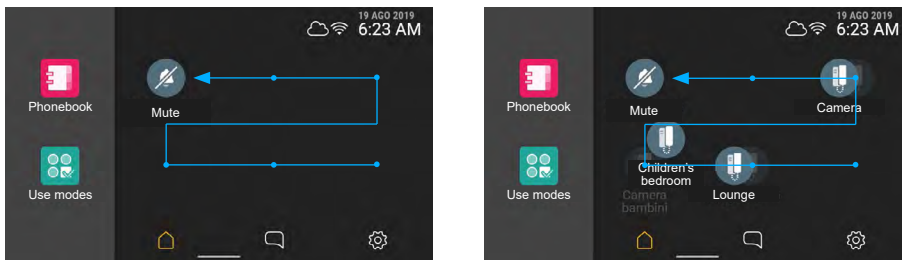 19 AGO 2019
6:23 AM
Phonebook
Mute
Use modes
19 AGO 2019
6:23 AM
Phonebook
Mute
Camera
Children's
bedroom
Use modes
Lounge
Camera
bambini